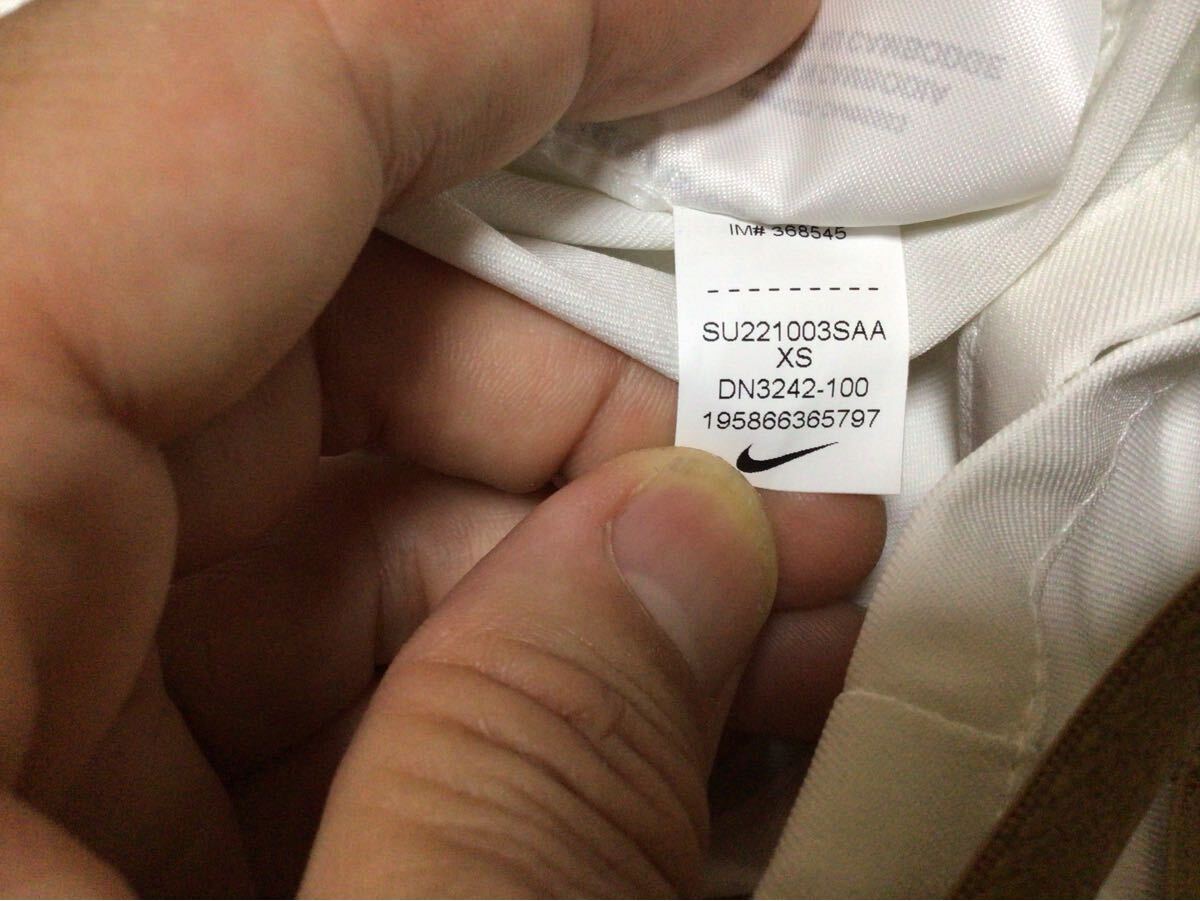 IM# 368545
---------
SU221003SAA
XS
DN3242-100
195866365797